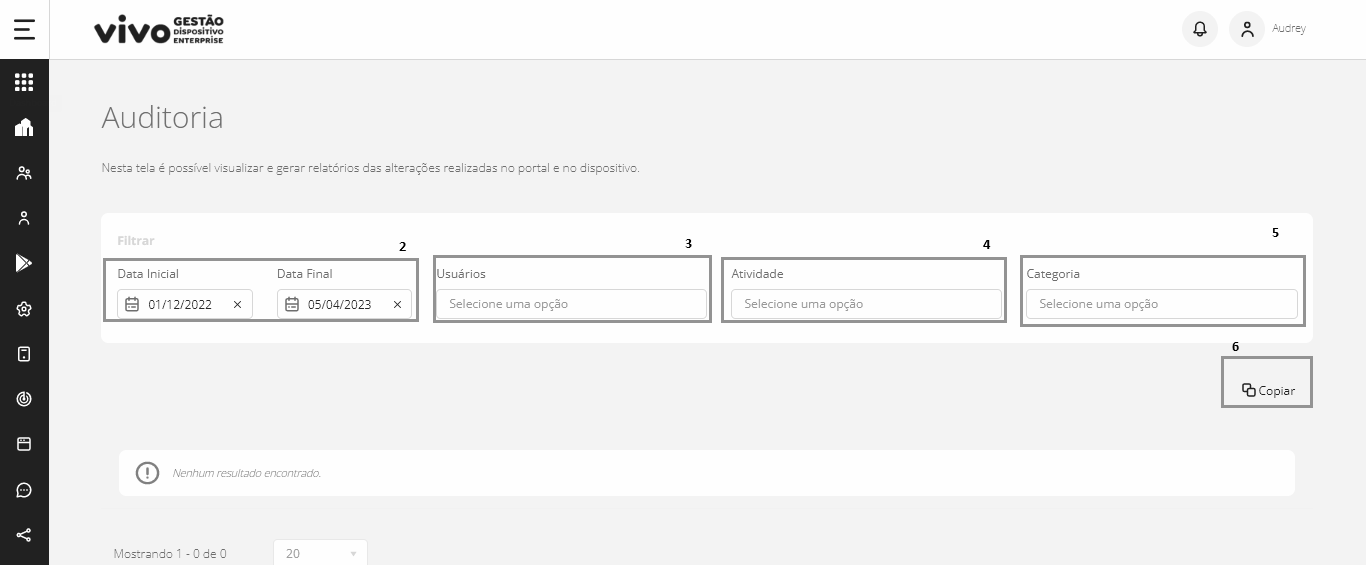 vivo GESTÃO
DISPOSITIVO
ENTERPRISE
Audrey
Auditoria
Nesta tela é possível visualizar e gerar relatórios das alterações realizadas no portal e no dispositivo.
Filtrar
2 3 4 5
Data Inicial Data Final Usuários Atividade Categoria
01/12/2022 05/04/2023 Selecione uma opção Selecione uma opção Selecione uma opção
6
Copiar
Nenhum resultado encontrado.
Mostrando 1 - 0 de 0 20